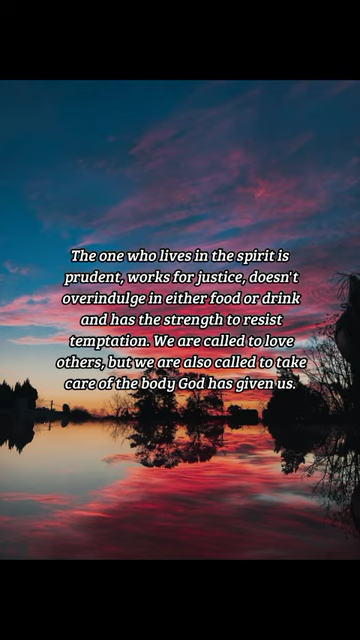 The one who lives in the spirit is
prudent, works for justice, doesn't
overindulge in either food or drink
and has the strength to resist
temptation. We are called to love
others, but we are also called to take
care of the body God has given us.